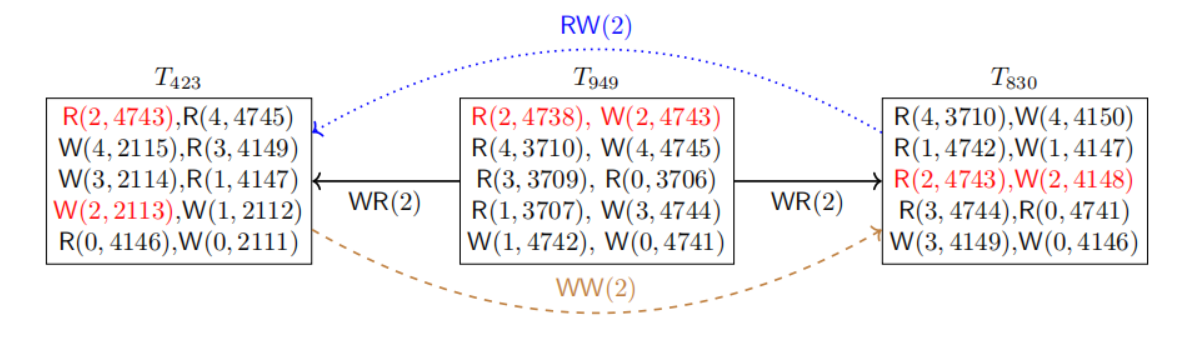 RW(2)
T423 T949 T830
R(2, 4743),R(4, 4745)
W(4, 2115),R(3, 4149)
W(3, 2114),R(1, 4147)
W(2, 2113),W(1, 2112)
R(0, 4146),W(0, 2111)
WR(2)
R(2, 4738), W(2, 4743)
R(4, 3710), W(4, 4745)
R(3, 3709), R(0, 3706)
R(1, 3707), W(3, 4744)
W(1, 4742), W(0, 4741)
WR(2)
R(4, 3710),W(4, 4150)
R(1, 4742),W(1, 4147)
R(2, 4743),W(2, 4148)
R(3, 4744),R(0, 4741)
W(3, 4149),W(0, 4146)
WW(2)